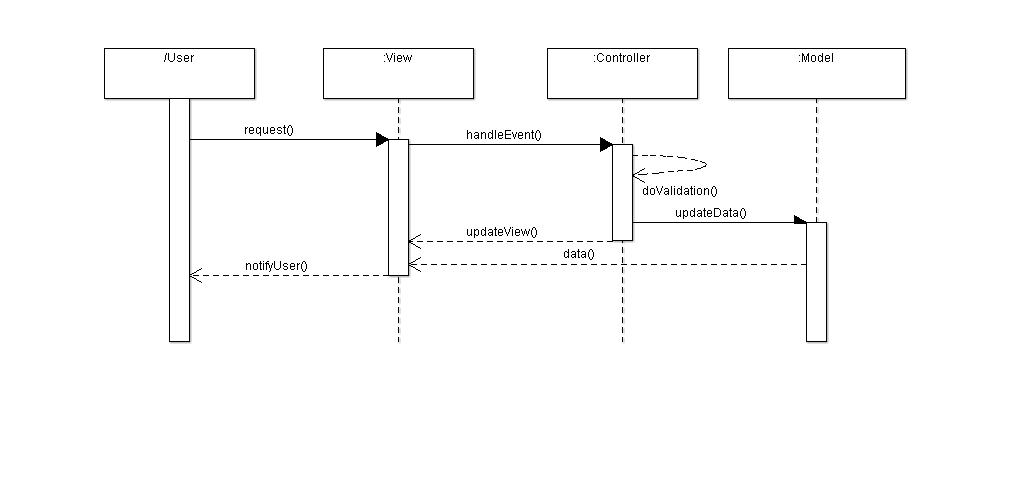 /User
:View
:Controller
:Model
request()
handleEvent()
doValidation()
updateData()
updateView()
data()
notifyUser()